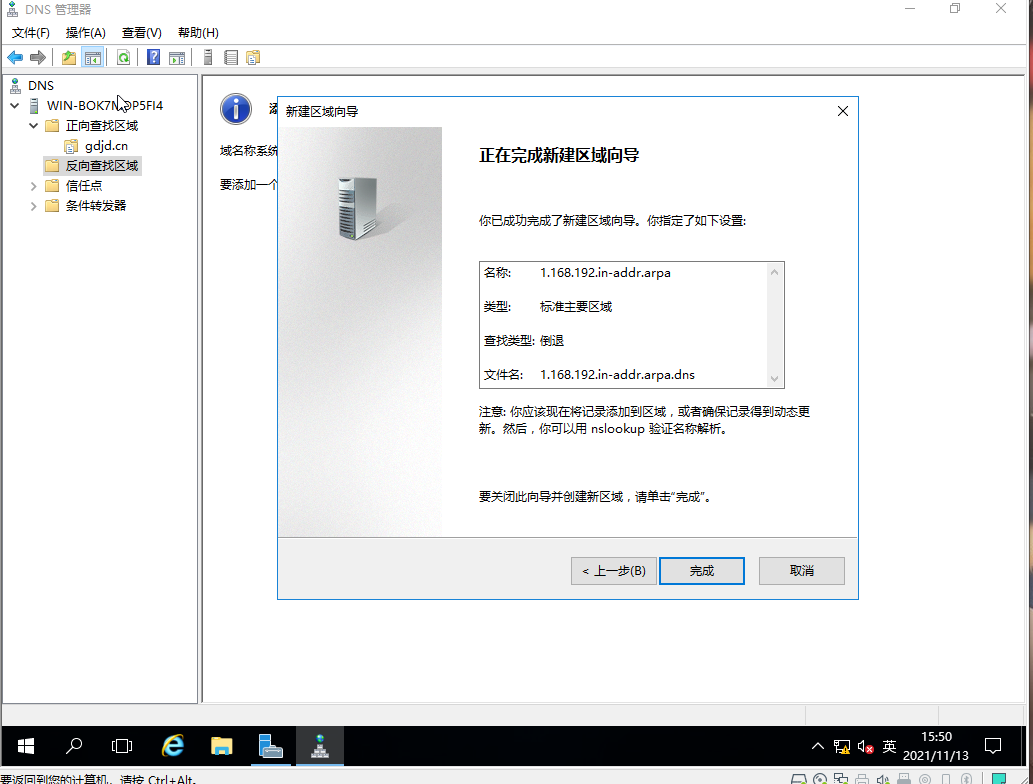 DNS 管理器
文件(F) 操作(A) 查看(V) 帮助(H)
DNS
正向查找区域
gdjd.cn
反向查找区域
信任点
条件转发器
域名称系统
要添加一个
新建区域向导
正在完成新建区域向导
你已成功完成了新建区域向导。你指定了如下设置:
名称: 1.168.192.in-addr.arpa
类型: 标准主要区域
查找类型: 倒退
文件名: 1.168.192.in-addr.arpa.dns
注意: 你应该现在将记录添加到区域，或者确保记录得到动态更
新。然后，你可以用 nslookup 验证名称解析。
要关闭此向导并创建新区域，请单击"完成"。
< 上一步(B) 完成 取消
英
15:50
2021/11/13
要返回到您的计算机，请按 Ctrl+Alt。